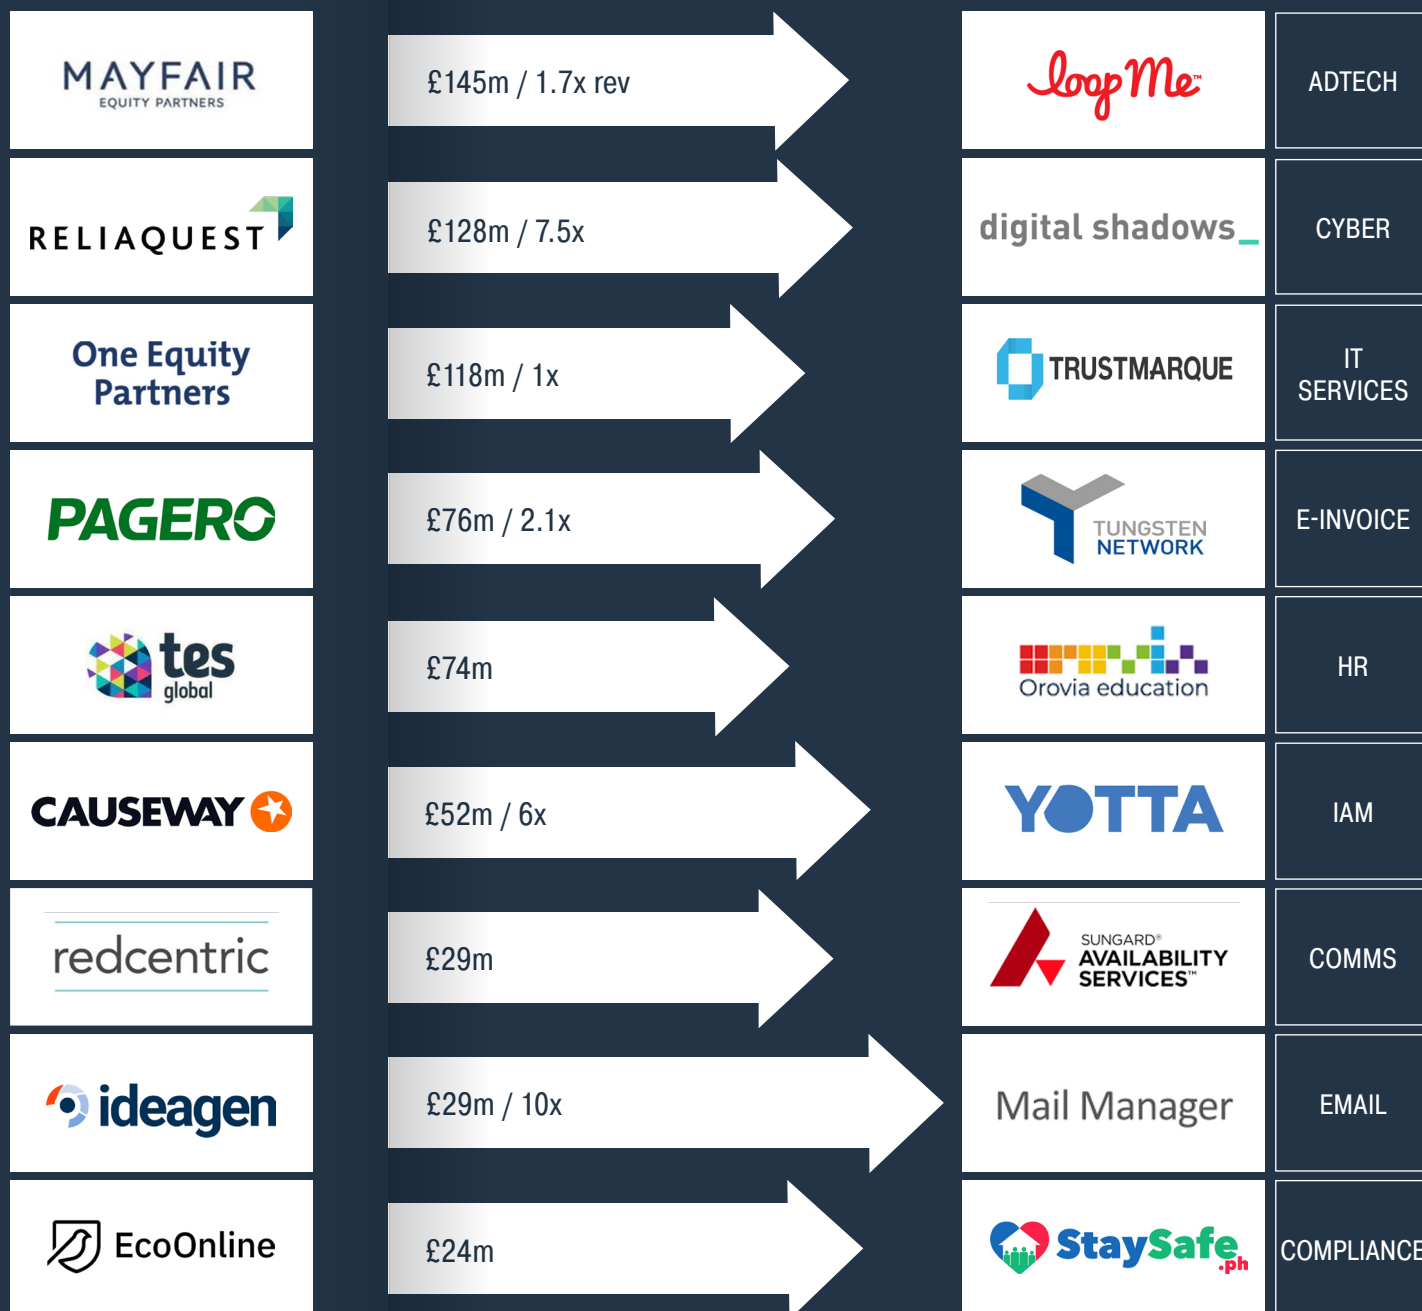 MAYFAIR
EQUITY PARTNERS
£145m / 1.7x rev
loopMe™
ADTECH
RELIAQUEST
£128m / 7.5x
digital shadows_
CYBER
One Equity
Partners
£118m / 1x
TRUSTMARQUE
IT
SERVICES
PAGERO
£76m / 2.1x
TUNGSTEN
NETWORK
E-INVOICE
tes
global
£74m
Orovia education
HR
CAUSEWAY
£52m / 6x
YOTTA
IAM
redcentric
£29m
SUNGARD®
AVAILABILITY
SERVICES™
COMMS
ideagen
£29m / 10x
Mail Manager
EMAIL
EcoOnline
£24m
StaySafe
.ph
COMPLIANCE